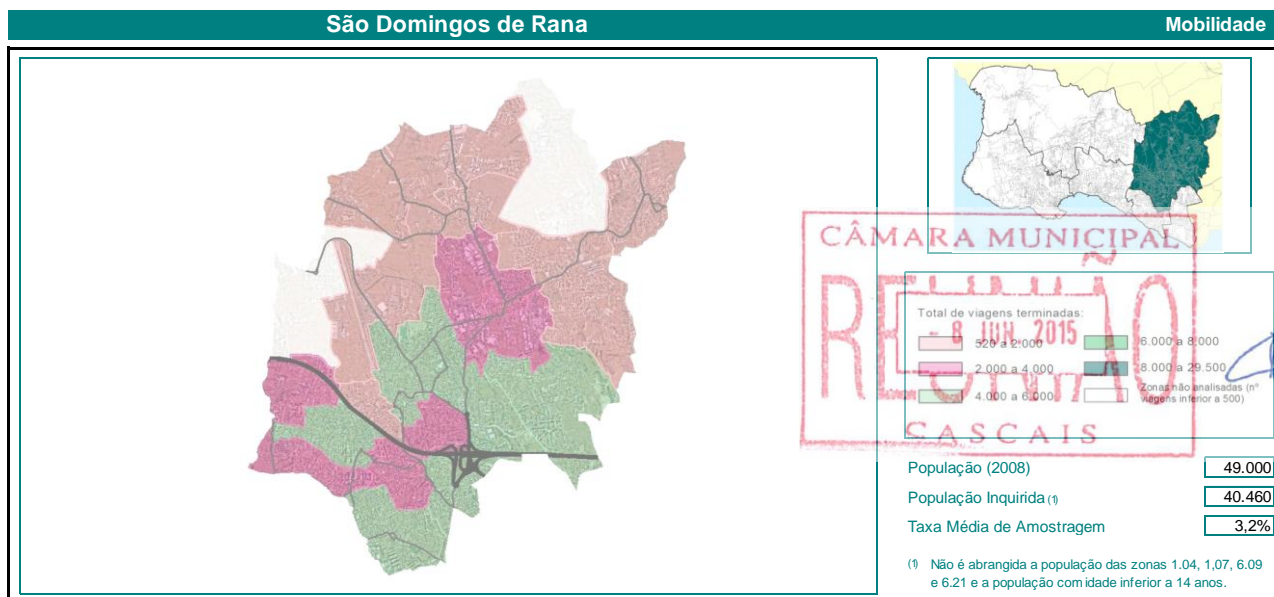 São Domingos de Rana
Mobilidade
CÂMARA MUNICIPAL
REUNIÃO
- 8 JUN. 2015
CASCAIS
Total de viagens terminadas:
520 a 2.000
2.000 a 4.000
4.000 a 6.000
6.000 a 8.000
8.000 a 29.500
Zonas não analisadas (nº
viagens inferior a 500)
População (2008) 49.000
População Inquirida (1) 40.460
Taxa Média de Amostragem 3,2%
(1) Não é abrangida a população das zonas 1.04, 1,07, 6.09
e 6.21 e a população com idade inferior a 14 anos.